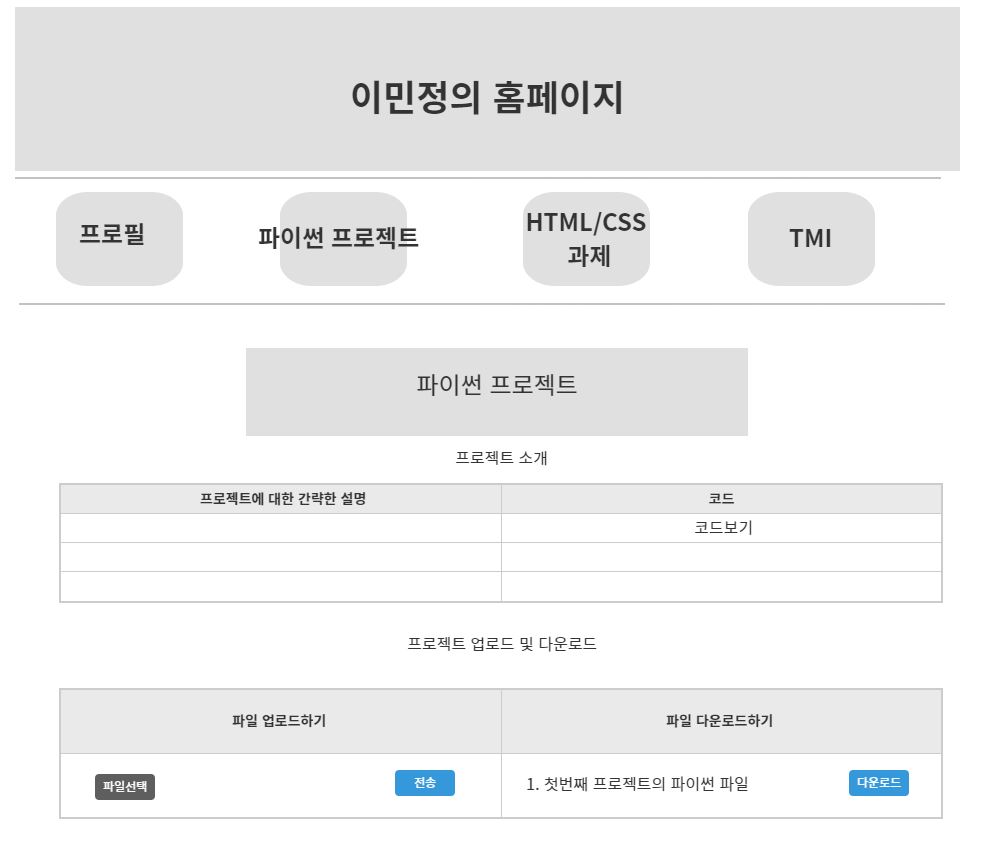 이민정의 홈페이지
프로필
파이썬 프로젝트
HTML/CSS
과제
TMI
파이썬 프로젝트
프로젝트 소개
프로젝트에 대한 간략한 설명
코드
코드보기
프로젝트 업로드 및 다운로드
파일 업로드하기
파일 다운로드하기
파일선택
전송
1. 첫번째 프로젝트의 파이썬 파일
다운로드